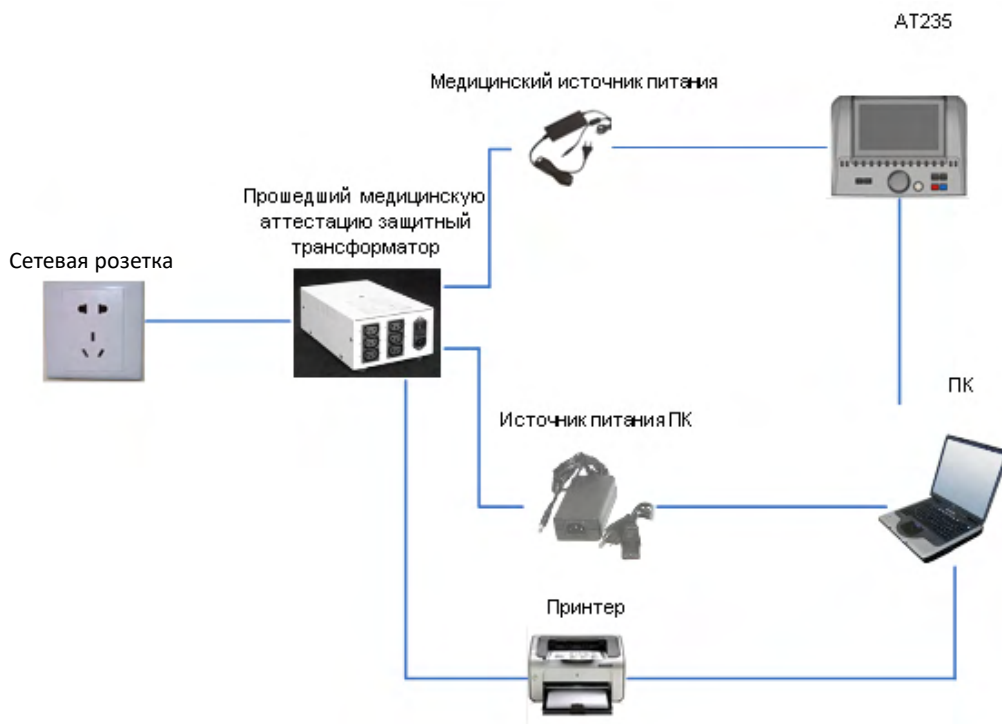 AT235
Медицинский источник питания
Прошедший медицинскую
аттестацию защитный
трансформатор
Сетевая розетка
ПК
Источник питания ПК
Принтер